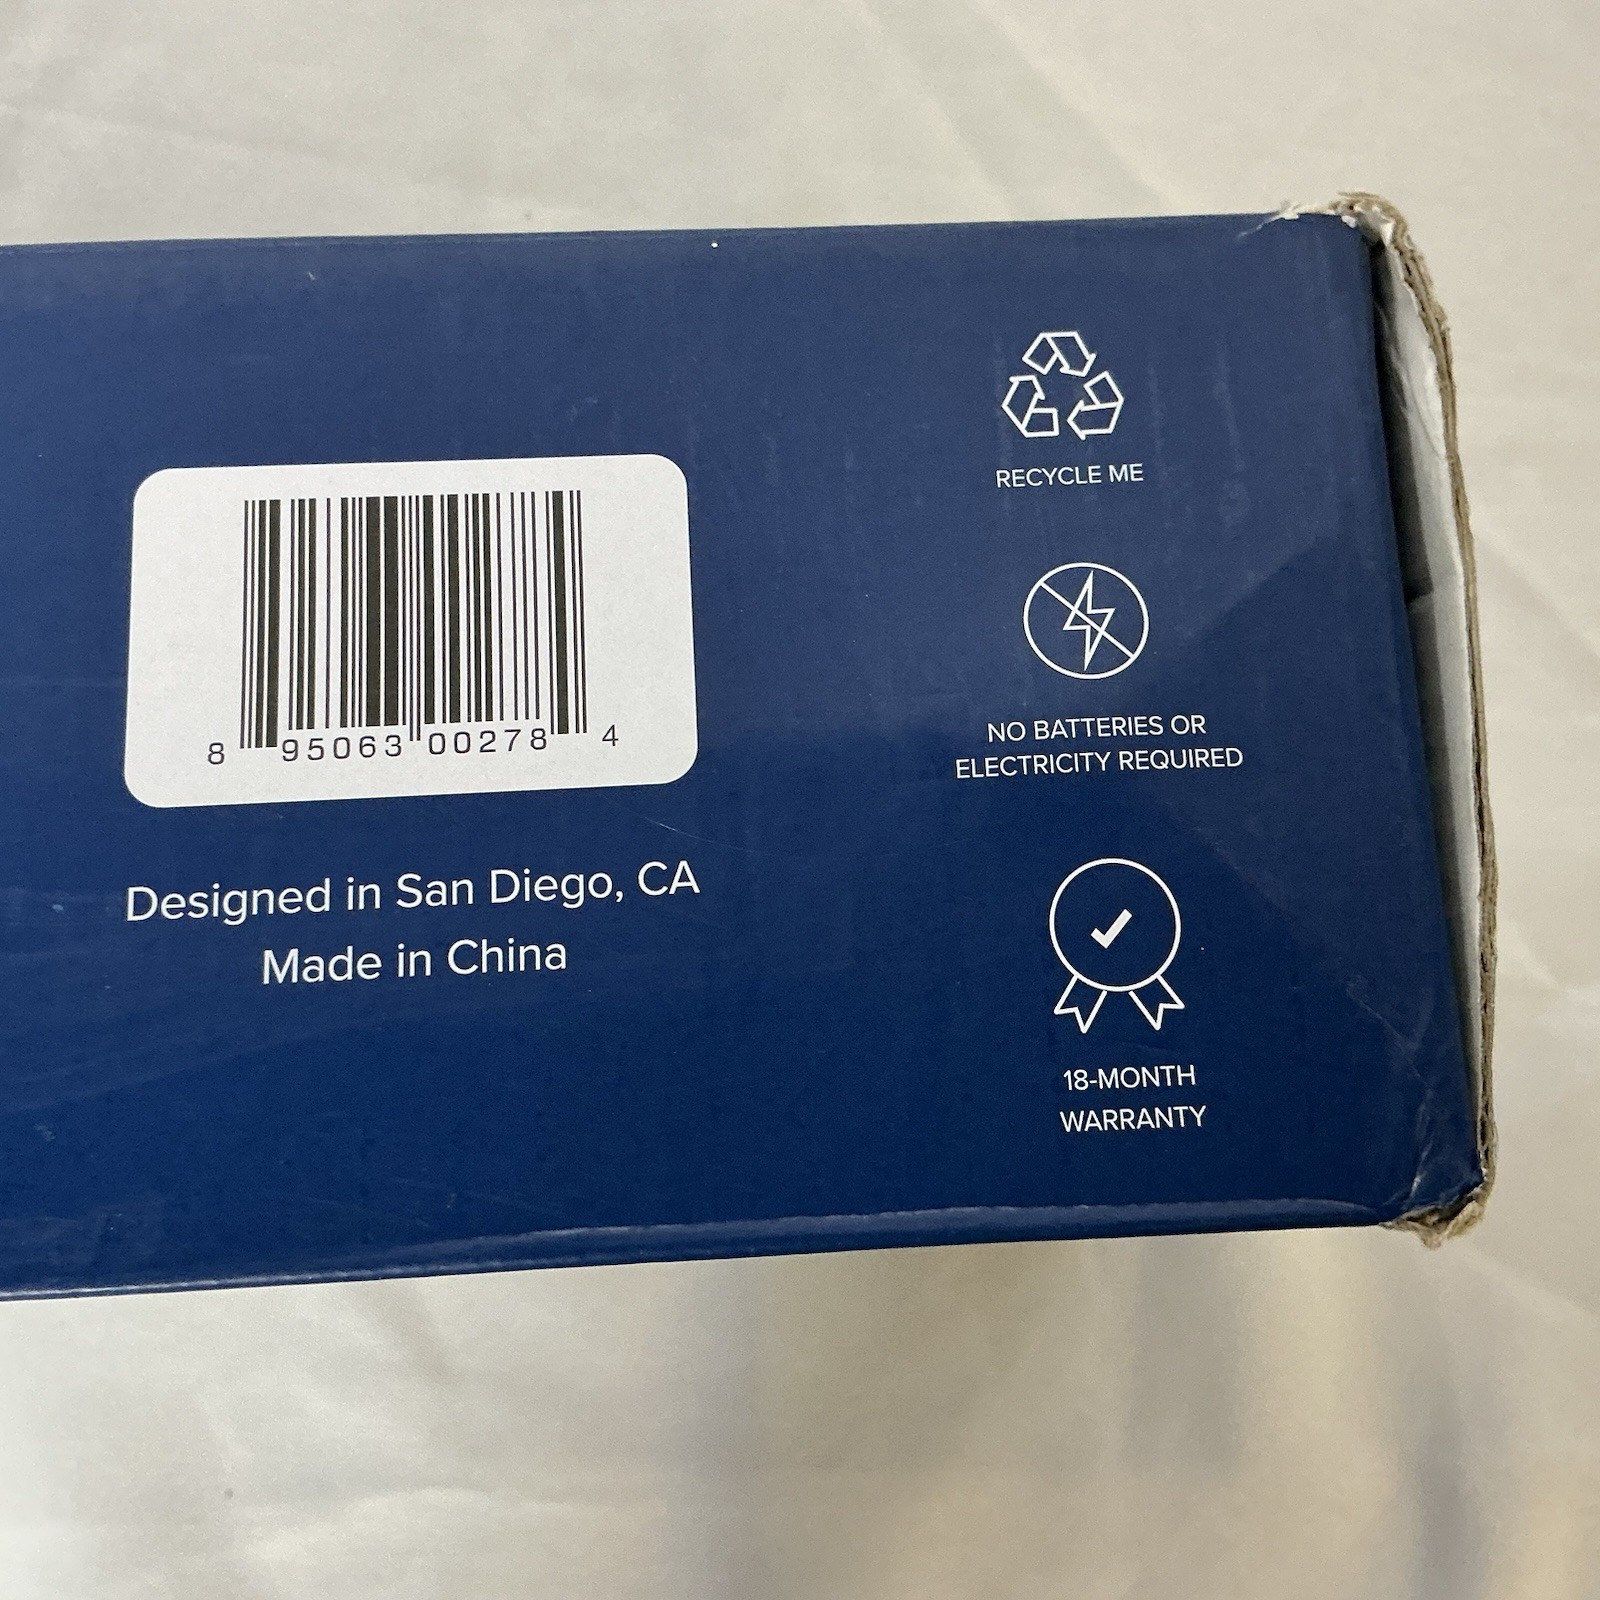 8 95063 00278 4
Designed in San Diego, CA
Made in China
RECYCLE ME
NO BATTERIES OR
ELECTRICITY REQUIRED
18-MONTH
WARRANTY